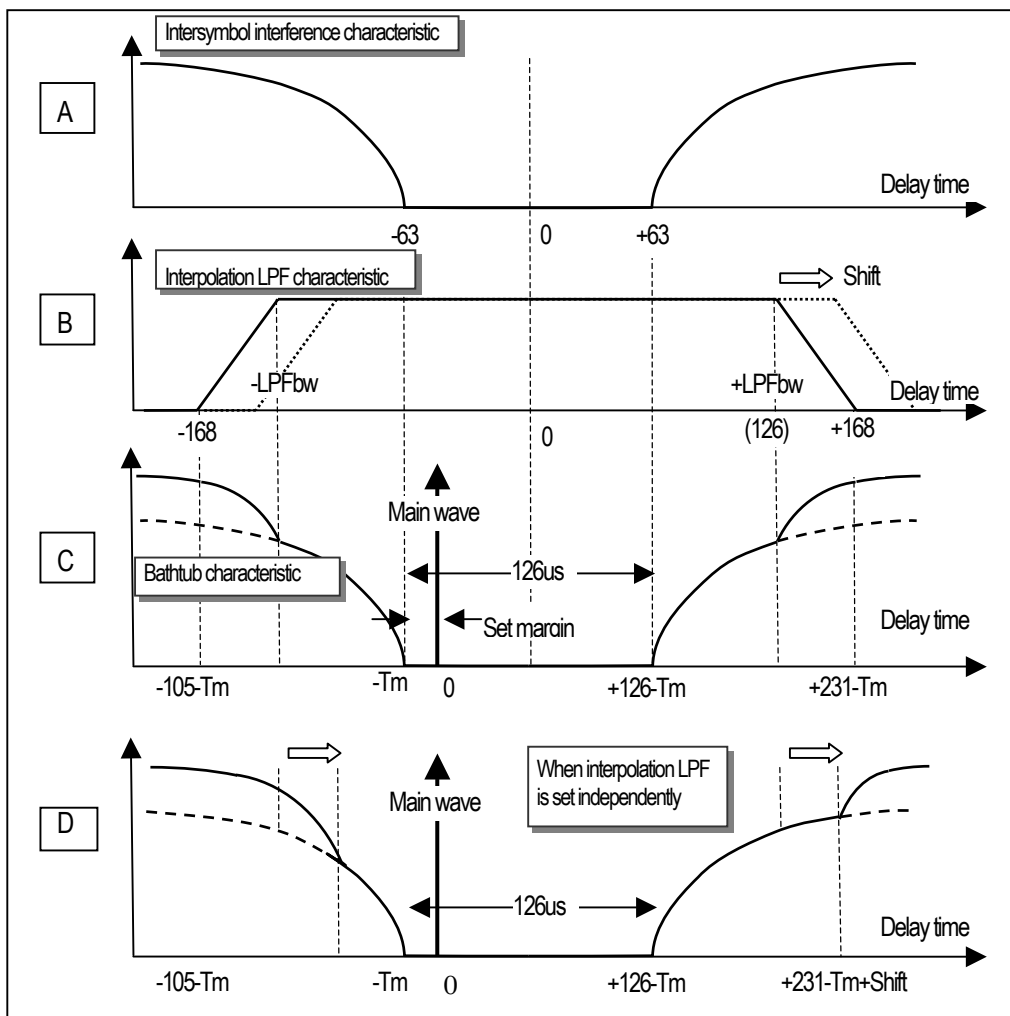 Intersymbol interference characteristic
A
Delay time
-63
0
+63
Interpolation LPF characteristic
Shift
B
-LPFbw
+LPFbw
Delay time
-168
0
(126)
+168
Main wave
C
126us
Bathtub characteristic
Set margin
Delay time
-105-Tm
-Tm
0
+126-Tm
+231-Tm
When interpolation LPF
is set independently
Main wave
D
126us
Delay time
-105-Tm
-Tm
0
+126-Tm
+231-Tm+Shift